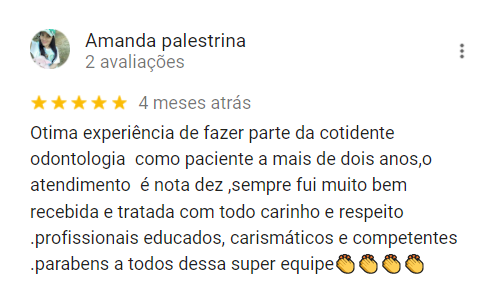 Amanda palestrina
2 avaliações
4 meses atrás
Otima experiência de fazer parte da cotidente
odontologia  como paciente a mais de dois anos,o
atendimento  é nota dez ,sempre fui muito bem
recebida e tratada com todo carinho e respeito
.profissionais educados, carismáticos e competentes
.parabens a todos dessa super equipe👏👏👏👏